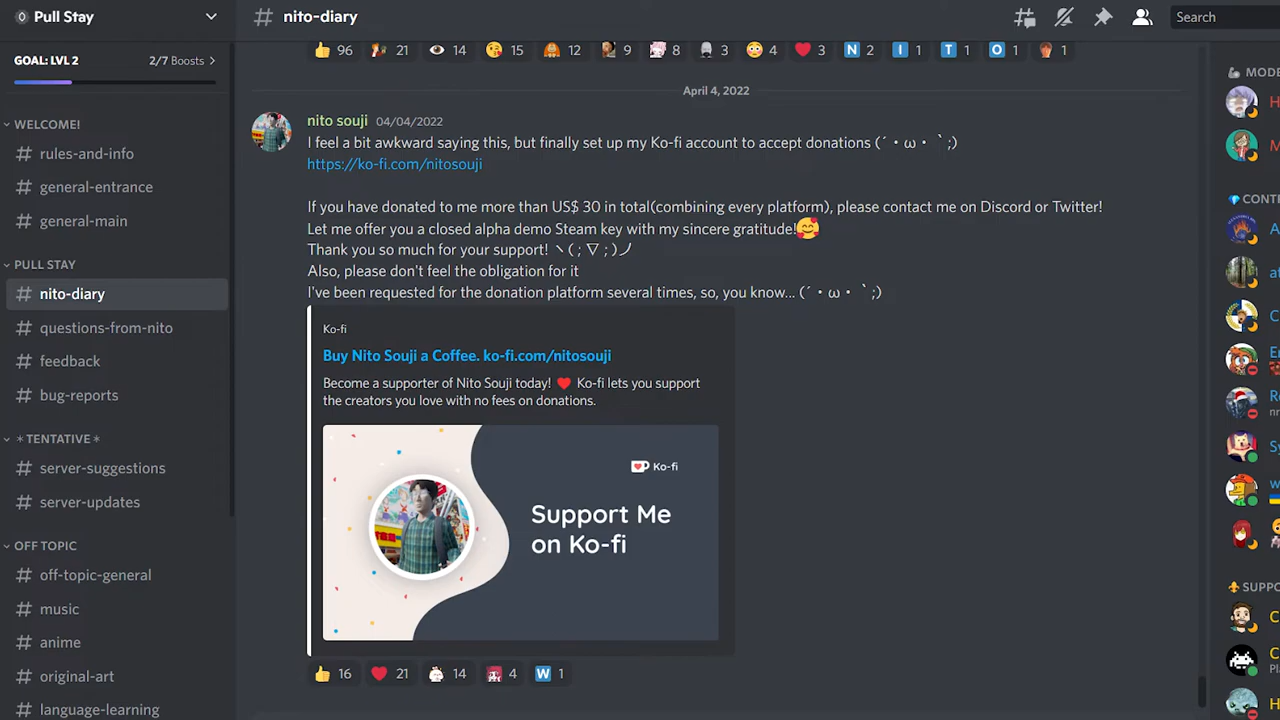 Pull Stay
GOAL: LVL 2
2/7 Boosts
WELCOME!
# rules-and-info
# general-entrance
# general-main
PULL STAY
# nito-diary
# questions-from-nito
# feedback
# bug-reports
*TENTATIVE*
# server-suggestions
# server-updates
OFF TOPIC
# off-topic-general
# music
# anime
# original-art
# language-learning
# nito-diary
Search
96 21 14 15 12 9 8 3 4 3 N 2 I 1 T 1 O 1 1
April 4, 2022
nito souji 04/04/2022
I feel a bit awkward saying this, but finally set up my Ko-fi account to accept donations (´・ω・`;)
https://ko-fi.com/nitosouji
If you have donated to me more than US$ 30 in total(combining every platform), please contact me on Discord or Twitter!
Let me offer you a closed alpha demo Steam key with my sincere gratitude!🥰
Thank you so much for your support! ヽ(;▽;)ノ
Also, please don't feel the obligation for it
I've been requested for the donation platform several times, so, you know... (´・ω・`;)
Ko-fi
Buy Nito Souji a Coffee. ko-fi.com/nitosouji
Become a supporter of Nito Souji today! ❤️ Ko-fi lets you support
the creators you love with no fees on donations.
Ko-fi
Support Me
on Ko-fi
16 21 14 4 W 1
MODE
CONT
SUPPO